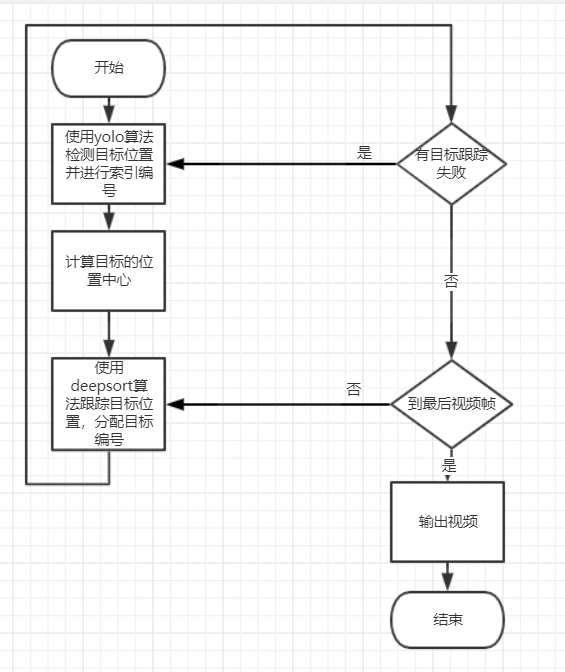 开始
使用yolo算法
检测目标位置
并进行索引编
号
计算目标的位
置中心
使用
deepsort算
法跟踪目标位
置，分配目标
编号
有目标跟踪
失败
是
否
到最后视频帧
否
是
输出视频
结束